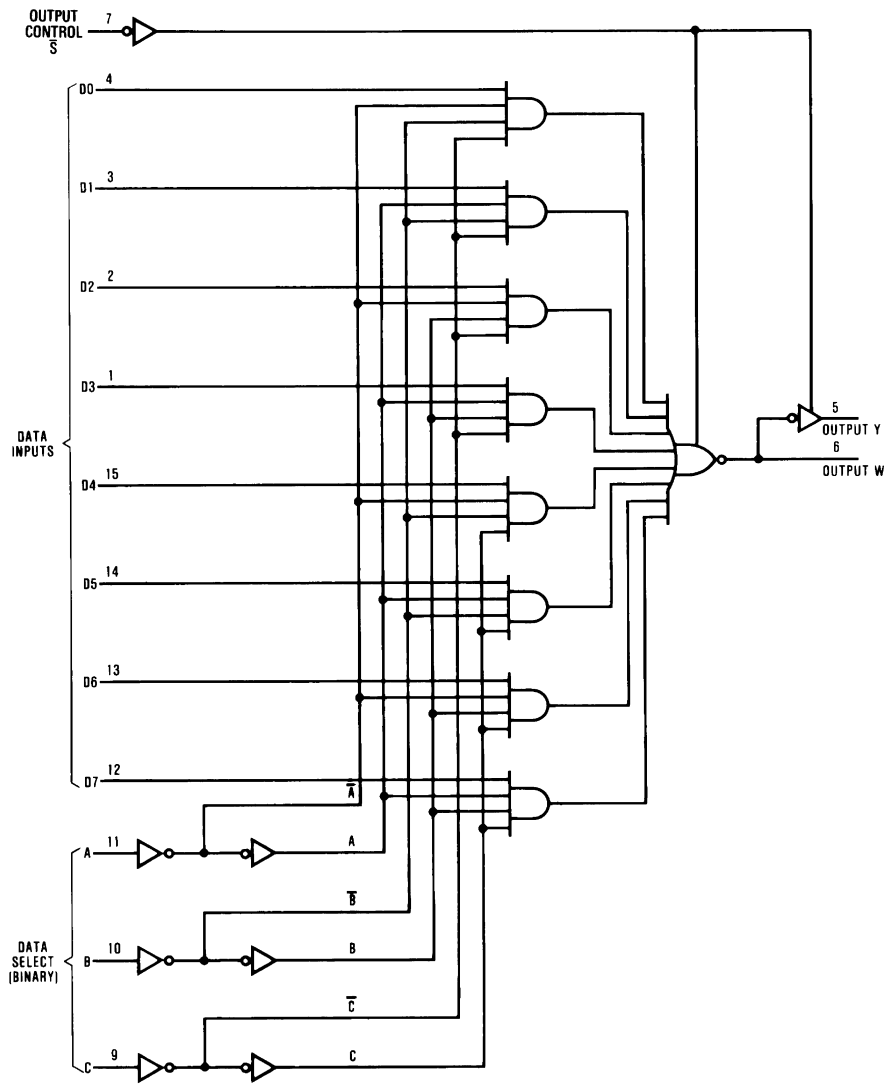 OUTPUT
CONTROL
S̅
7
D0 4
D1 3
D2 2
D3 1
DATA
INPUTS
5
OUTPUT Y
6
OUTPUT W
D4 15
D5 14
D6 13
D7 12
A̅
A 11
A
B̅
DATA
SELECT
(BINARY)
B 10
B
C̅
C 9
C